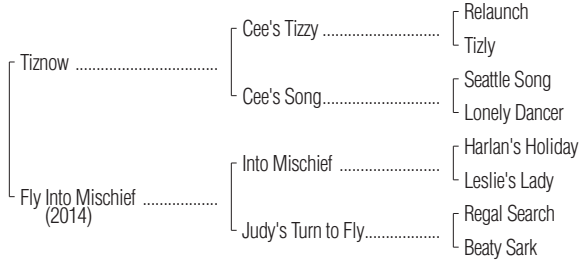 Relaunch
Cee's Tizzy ............................
Tizly
Tiznow ..................................
Seattle Song
Cee's Song............................
Lonely Dancer
Harlan's Holiday
Into Mischief ........................
Leslie's Lady
Fly Into Mischief ..................
(2014)
Regal Search
Judy's Turn to Fly..................
Beaty Sark